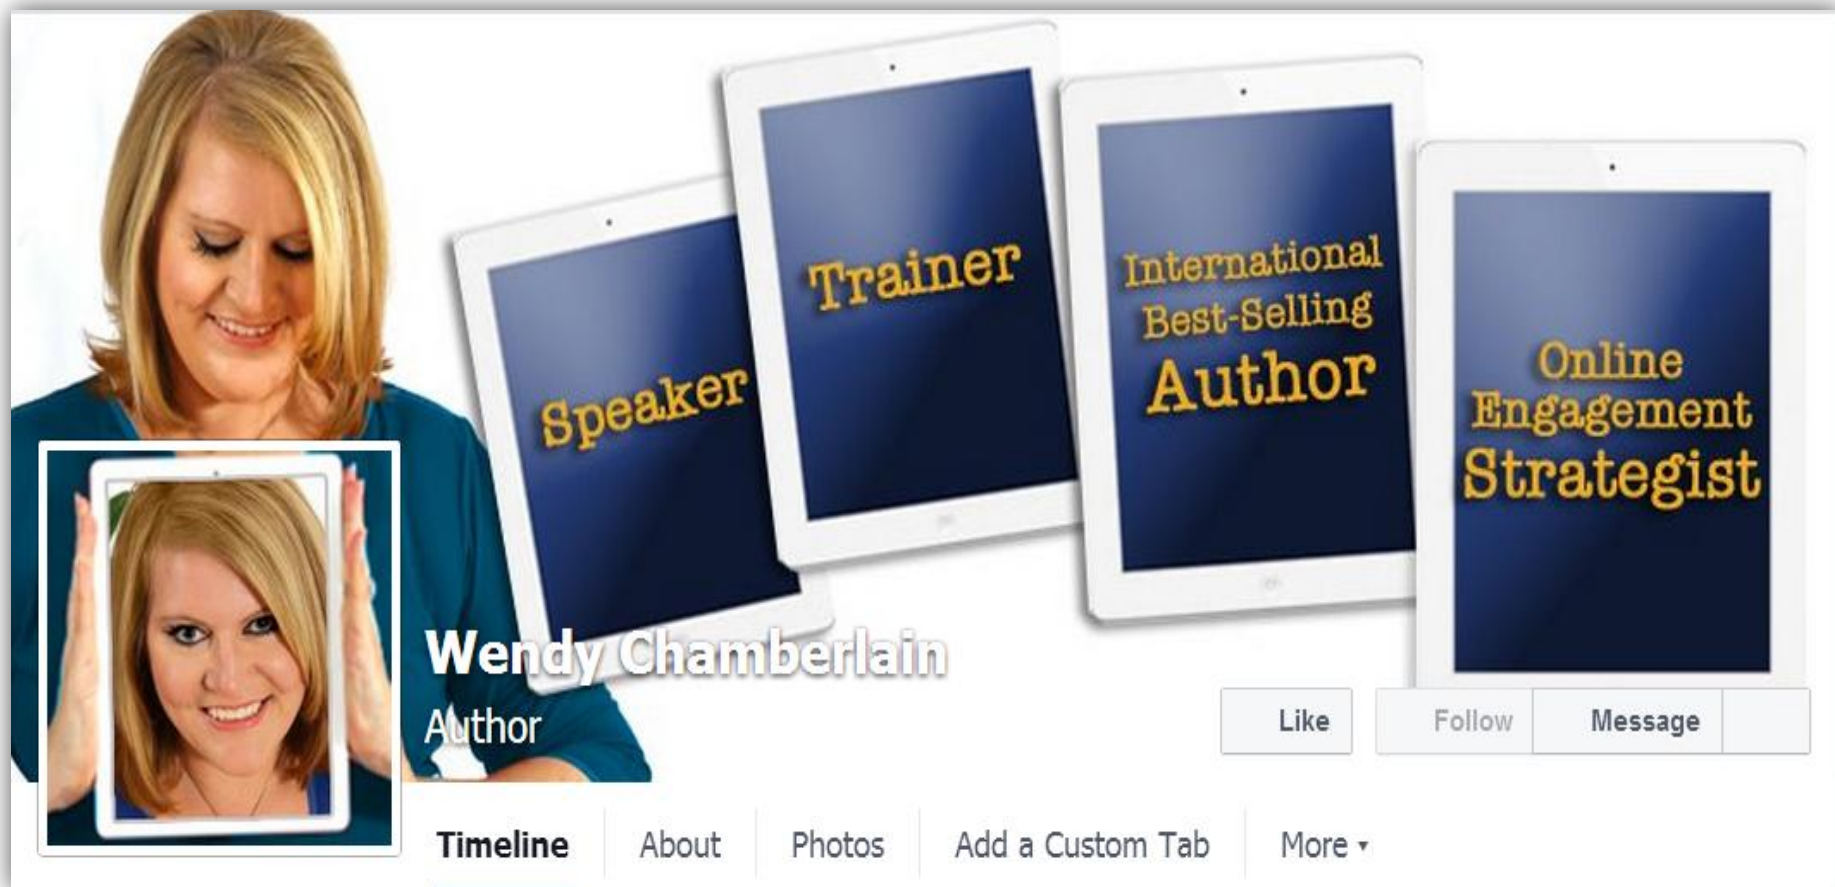 Speaker
Trainer
International
Best-Selling
Author
Online
Engagement
Strategist
Wendy Chamberlain
Author
Like
Follow
Message
Timeline
About
Photos
Add a Custom Tab
More